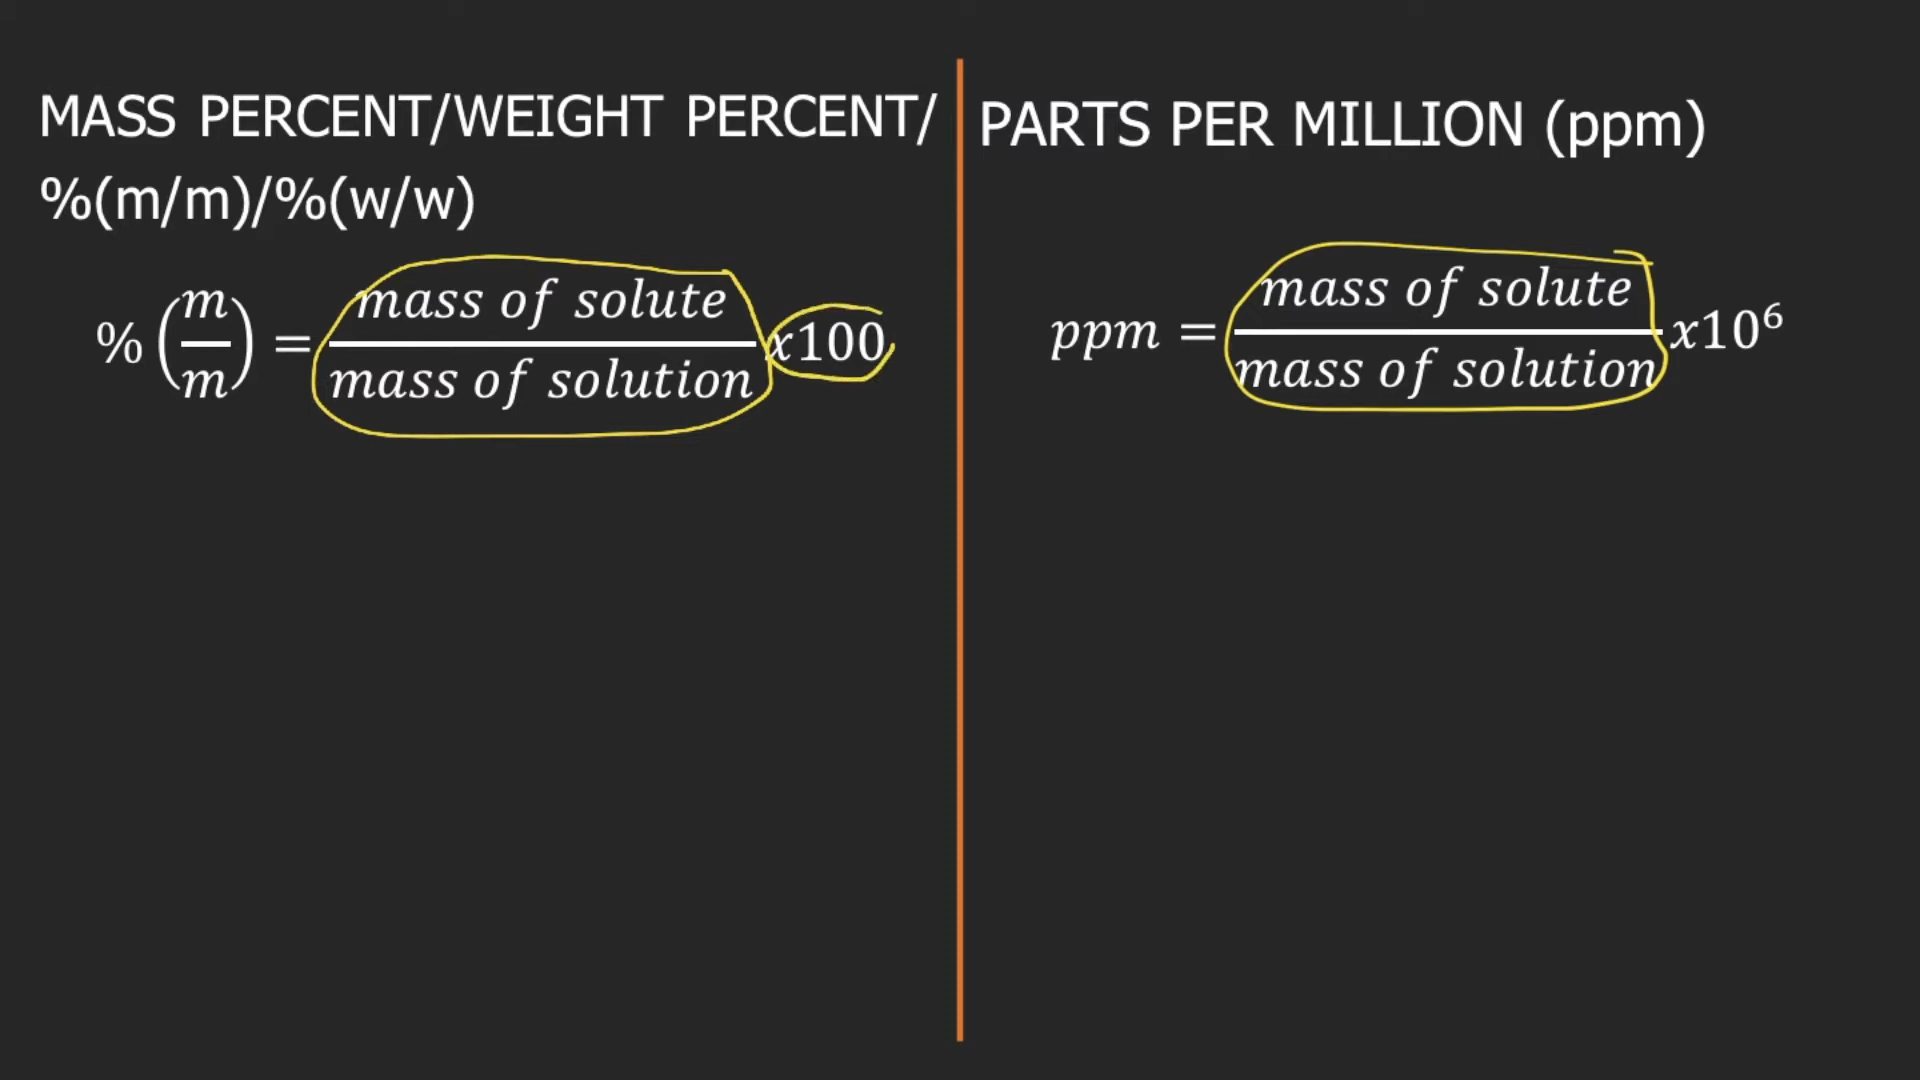 MASS PERCENT/WEIGHT PERCENT/
%(m/m)/%(w/w)
% (m/m) = mass of solute / mass of solution x100
PARTS PER MILLION (ppm)
ppm = mass of solute / mass of solution x10⁶